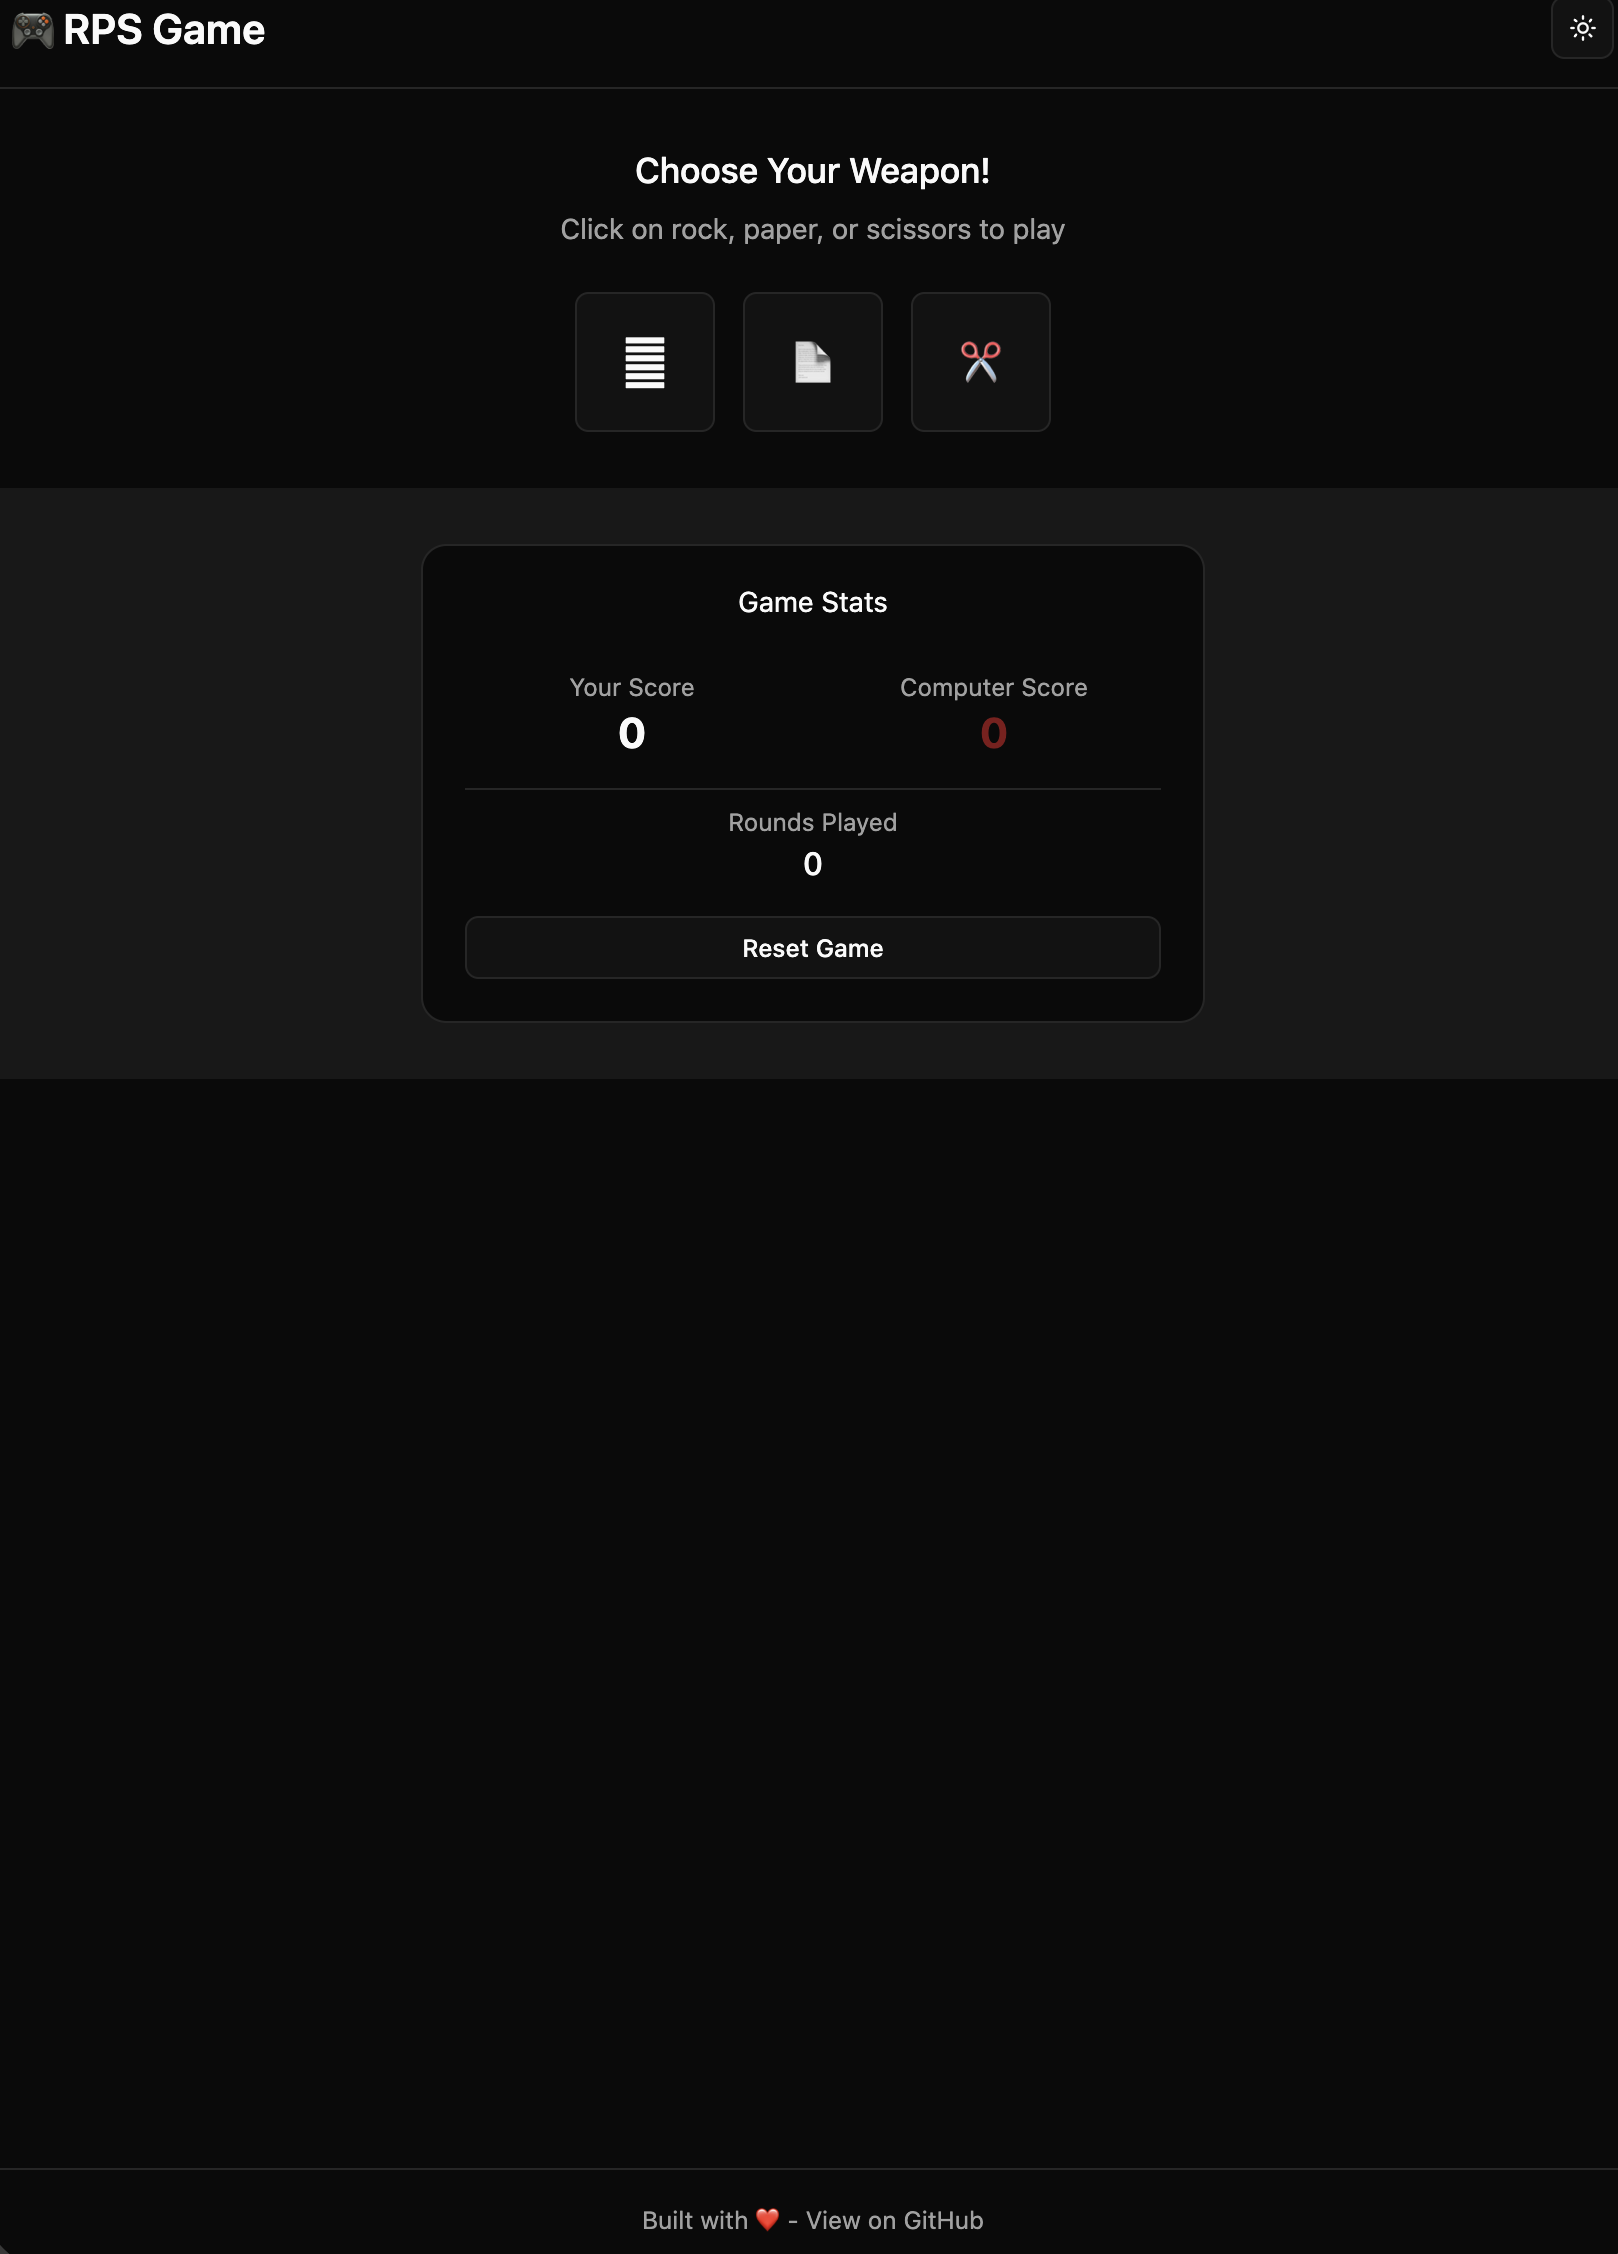 🎮 RPS Game
Choose Your Weapon!
Click on rock, paper, or scissors to play
Game Stats
Your Score
Computer Score
0
0
Rounds Played
0
Reset Game
Built with ❤️ - View on GitHub